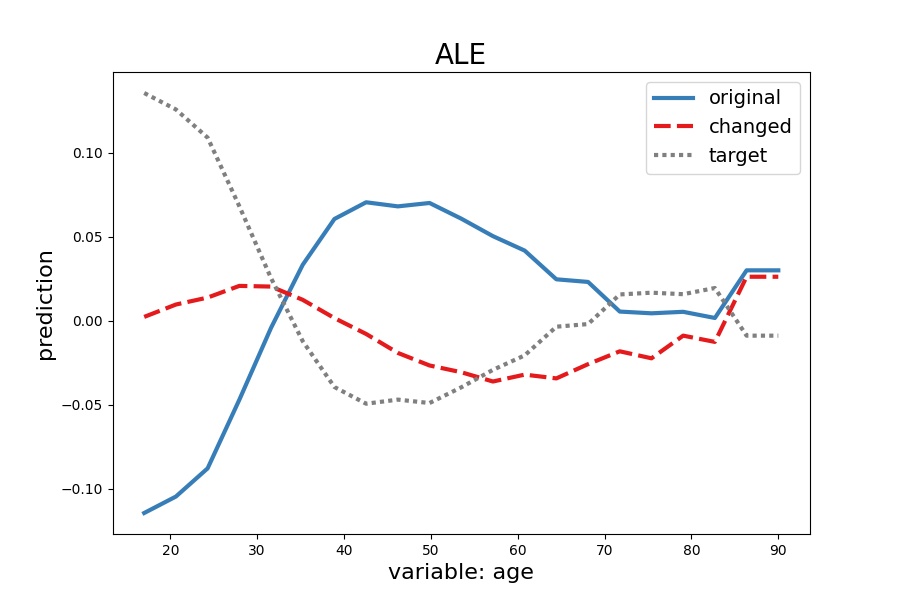 ALE
original
changed
target
0.10
0.05
0.00
−0.05
−0.10
prediction
20 30 40 50 60 70 80 90
variable: age